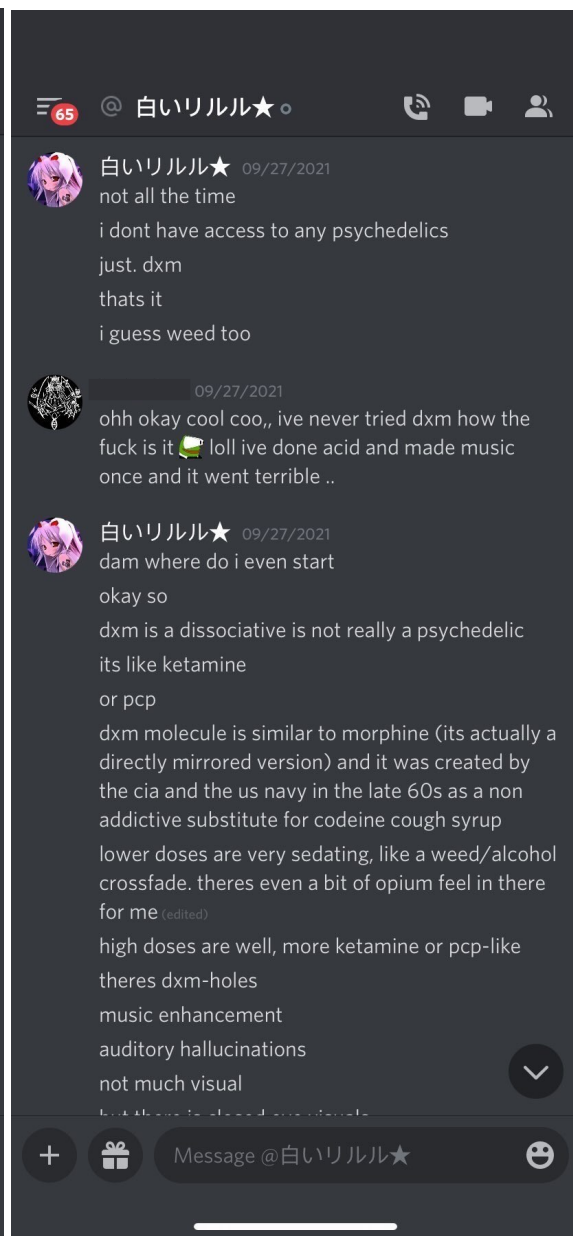 65 @ 白いリルル★
白いリルル★ 09/27/2021
not all the time
i dont have access to any psychedelics
just. dxm
thats it
i guess weed too
09/27/2021
ohh okay cool coo,, ive never tried dxm how the
fuck is it loll ive done acid and made music
once and it went terrible ..
白いリルル★ 09/27/2021
dam where do i even start
okay so
dxm is a dissociative is not really a psychedelic
its like ketamine
or pcp
dxm molecule is similar to morphine (its actually a
directly mirrored version) and it was created by
the cia and the us navy in the late 60s as a non
addictive substitute for codeine cough syrup
lower doses are very sedating, like a weed/alcohol
crossfade. theres even a bit of opium feel in there
for me (edited)
high doses are well, more ketamine or pcp-like
theres dxm-holes
music enhancement
auditory hallucinations
not much visual
but there is closed eye visuals
Message @白いリルル★